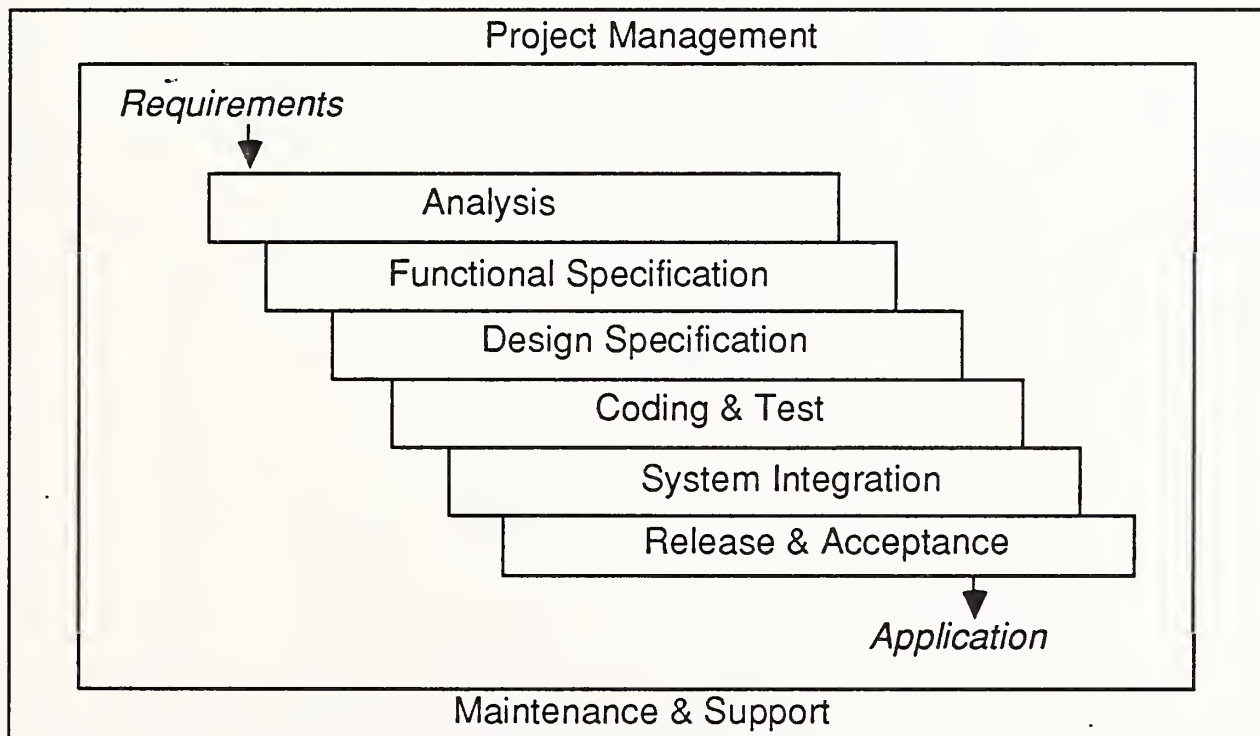 Project Management
Requirements
Analysis
Functional Specification
Design Specification
Coding & Test
System Integration
Release & Acceptance
Application
Maintenance & Support